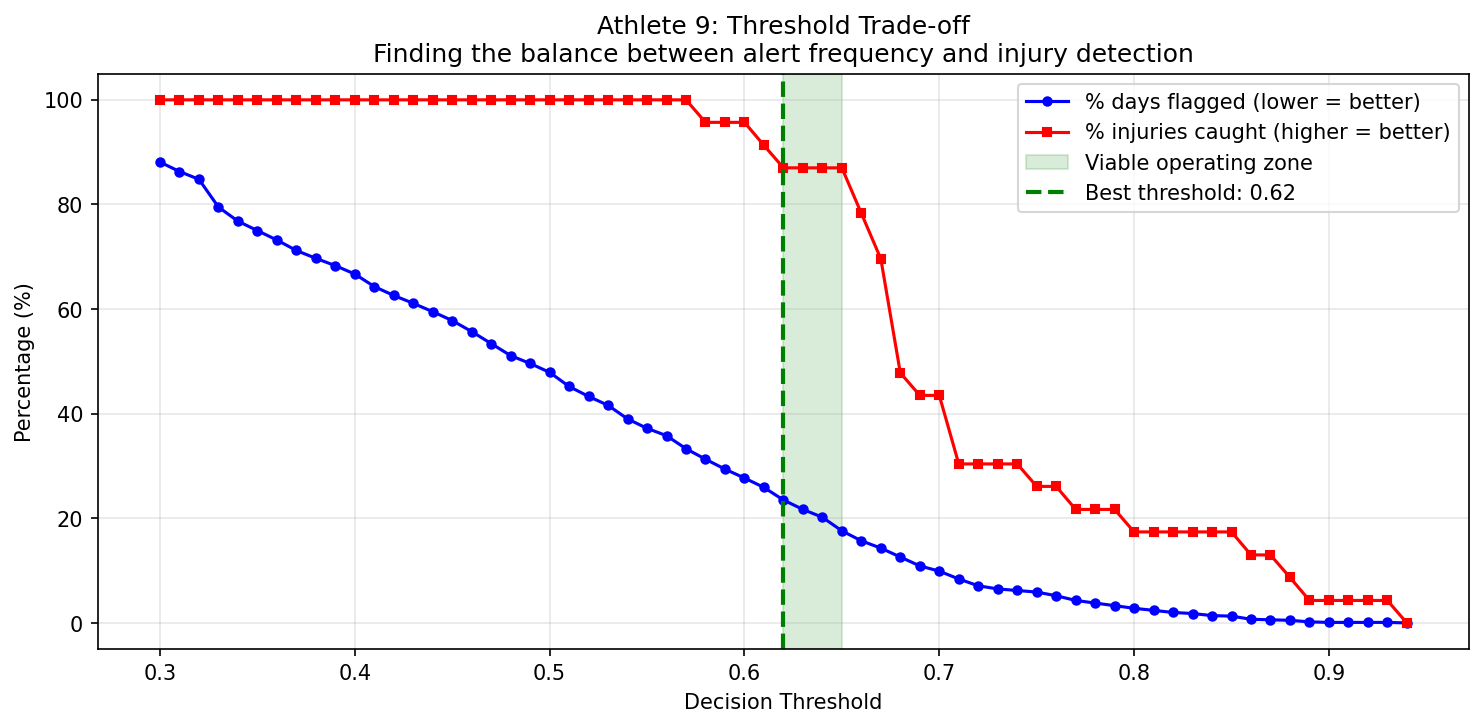 Athlete 9: Threshold Trade-off
Finding the balance between alert frequency and injury detection
% days flagged (lower = better)
% injuries caught (higher = better)
Viable operating zone
Best threshold: 0.62
Percentage (%)
100
80
60
40
20
0
0.3 0.4 0.5 0.6 0.7 0.8 0.9
Decision Threshold